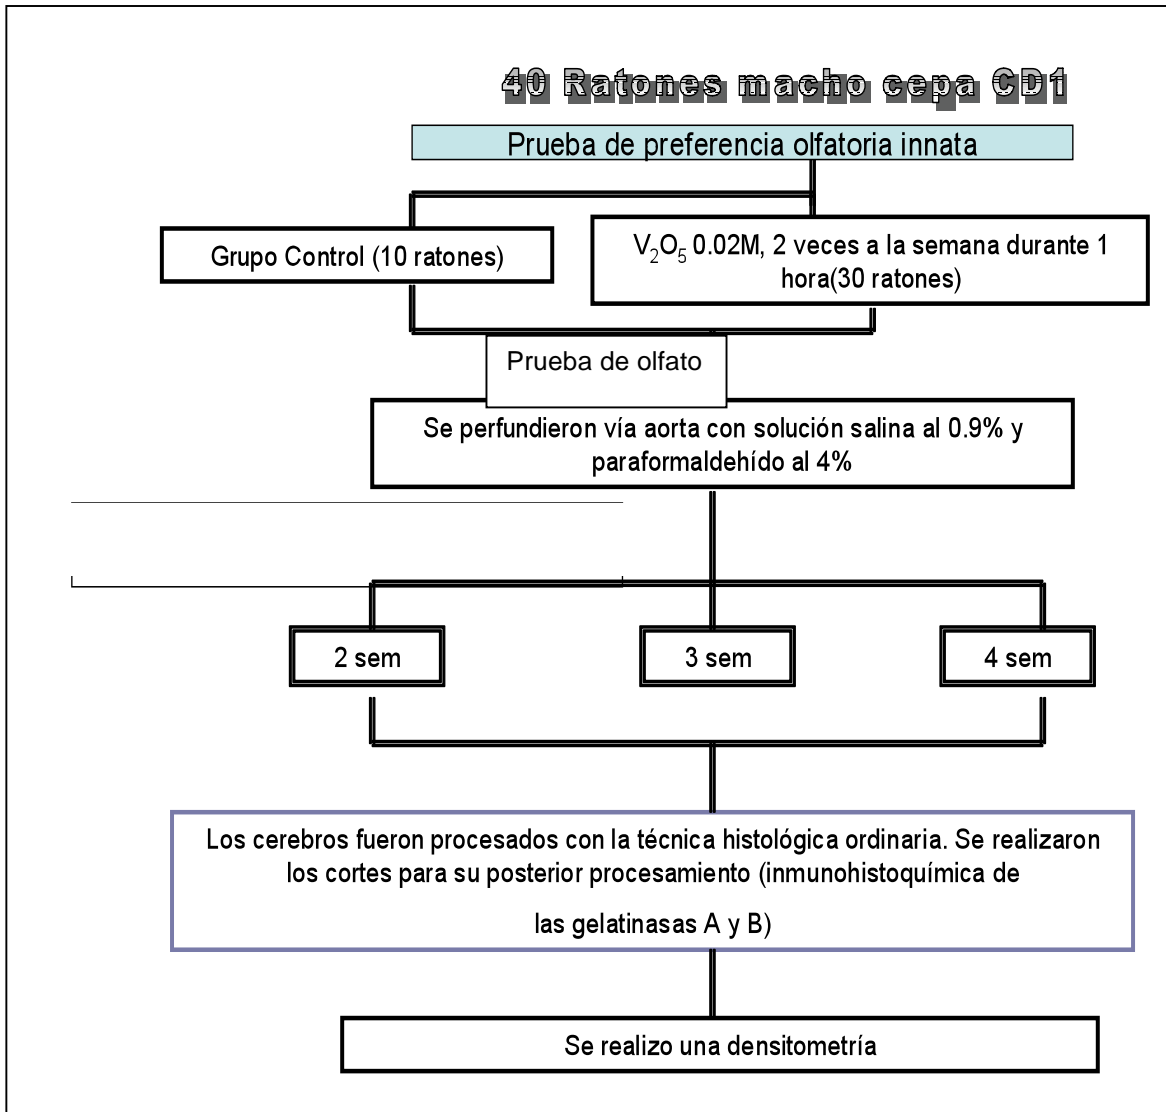 40 Ratones macho cepa CD1
Prueba de preferencia olfatoria innata
Grupo Control (10 ratones)
V₂O₅ 0.02M, 2 veces a la semana durante 1
hora(30 ratones)
Prueba de olfato
Se perfundieron vía aorta con solución salina al 0.9% y
paraformaldehído al 4%
2 sem
3 sem
4 sem
Los cerebros fueron procesados con la técnica histológica ordinaria. Se realizaron
los cortes para su posterior procesamiento (inmunohistoquímica de
las gelatinasas A y B)
Se realizo una densitometría